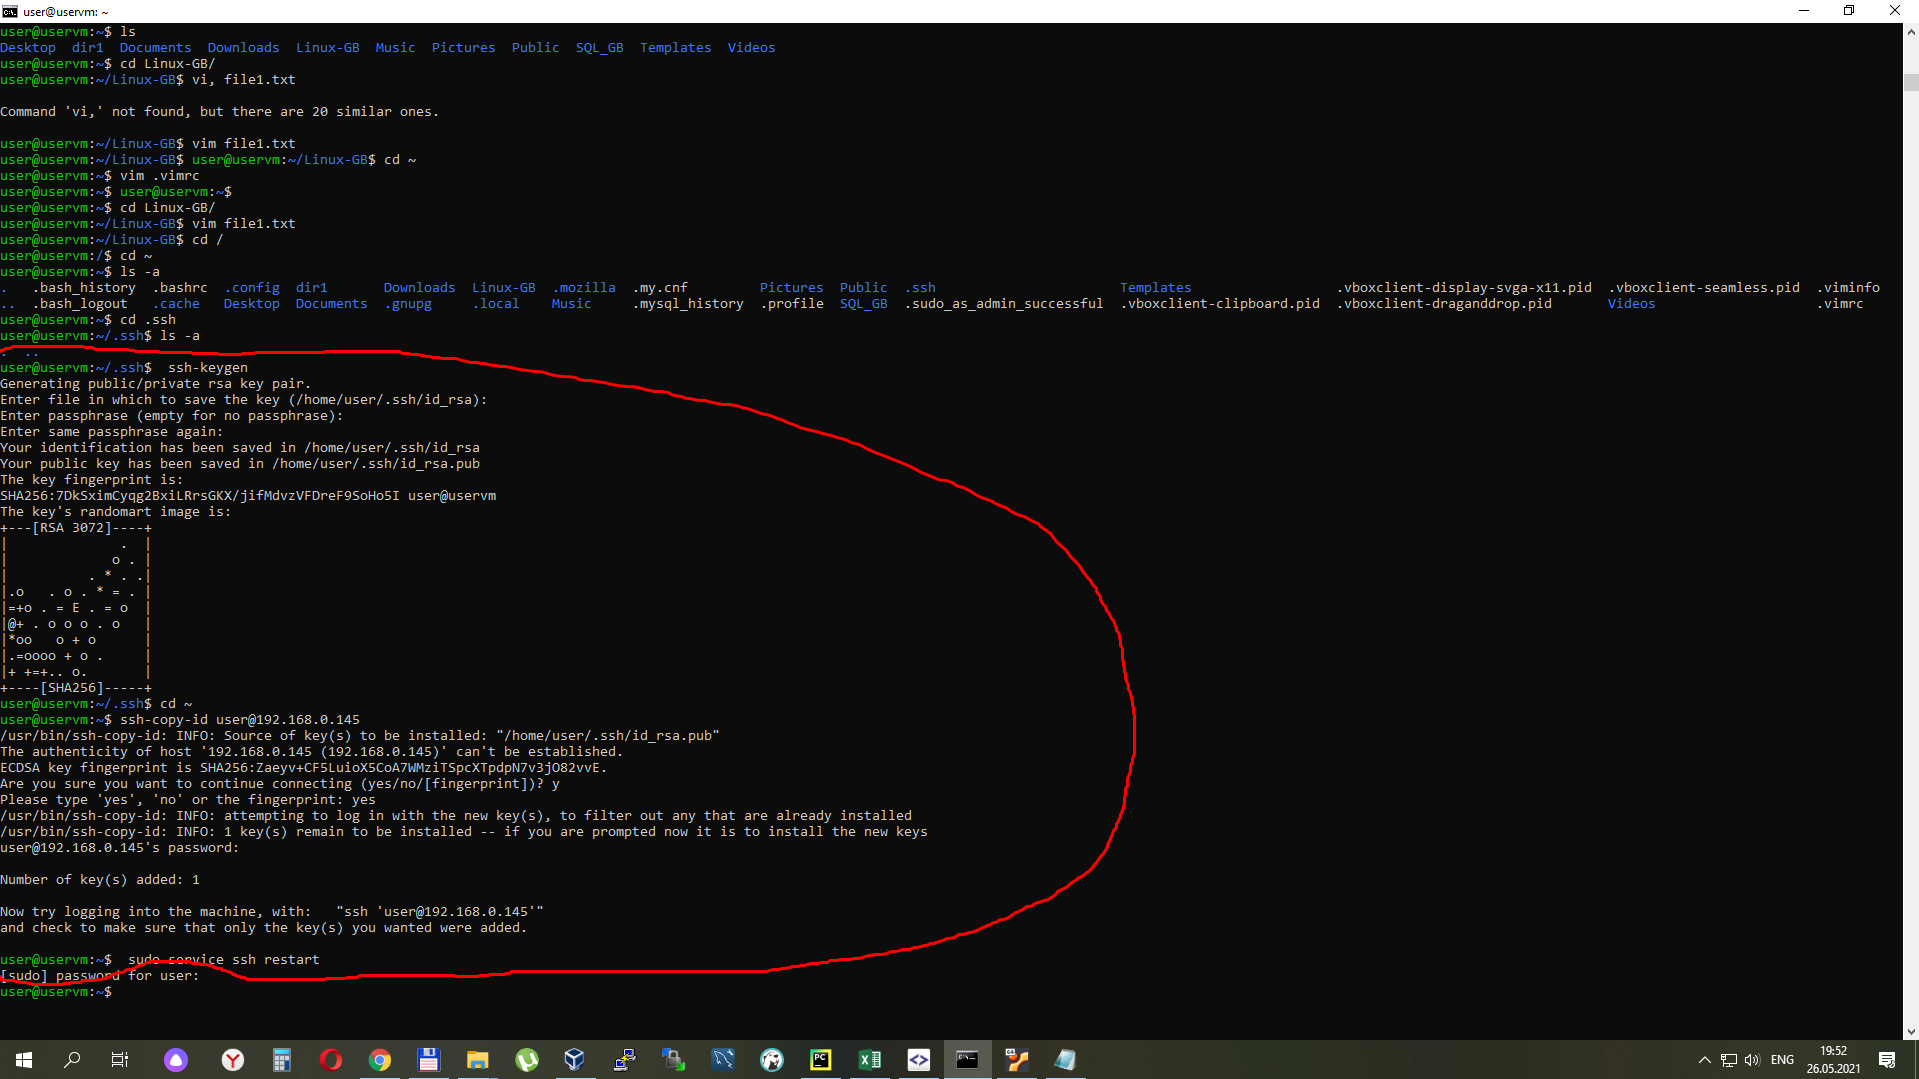 user@uservm: ~
user@uservm:~$ ls
Desktop  dir1  Documents  Downloads  Linux-GB  Music  Pictures  Public  SQL_GB  Templates  Videos
user@uservm:~$ cd Linux-GB/
user@uservm:~/Linux-GB$ vi, file1.txt
Command 'vi,' not found, but there are 20 similar ones.
user@uservm:~/Linux-GB$ vim file1.txt
user@uservm:~/Linux-GB$ user@uservm:~/Linux-GB$ cd ~
user@uservm:~$ vim .vimrc
user@uservm:~$ user@uservm:~$
user@uservm:~$ cd Linux-GB/
user@uservm:~/Linux-GB$ vim file1.txt
user@uservm:~/Linux-GB$ cd /
user@uservm:/$ cd ~
user@uservm:~$ ls -a
.   .bash_history  .bashrc  .config  dir1       Downloads  Linux-GB  .mozilla  .my.cnf         Pictures  Public  .ssh                       Templates                  .vboxclient-display-svga-x11.pid  .vboxclient-seamless.pid  .viminfo
..  .bash_logout   .cache   Desktop  Documents  .gnupg     .local    Music     .mysql_history  .profile  SQL_GB  .sudo_as_admin_successful  .vboxclient-clipboard.pid  .vboxclient-draganddrop.pid       Videos                    .vimrc
user@uservm:~$ cd .ssh
user@uservm:~/.ssh$ ls -a
.  ..
user@uservm:~/.ssh$  ssh-keygen
Generating public/private rsa key pair.
Enter file in which to save the key (/home/user/.ssh/id_rsa):
Enter passphrase (empty for no passphrase):
Enter same passphrase again:
Your identification has been saved in /home/user/.ssh/id_rsa
Your public key has been saved in /home/user/.ssh/id_rsa.pub
The key fingerprint is:
SHA256:7DkSximCyqg2BxiLRrsGKX/jifMdvzVFDreF9SoHo5I user@uservm
The key's randomart image is:
+---[RSA 3072]----+
|              .  |
|             o . |
|          . * . .|
|.o   . o . * = . |
|=+o . = E . = o  |
|@+ . o o o . o   |
|*oo   o + o      |
|.=oooo + o .     |
|+ +=+.. o.       |
+----[SHA256]-----+
user@uservm:~/.ssh$ cd ~
user@uservm:~$ ssh-copy-id user@192.168.0.145
/usr/bin/ssh-copy-id: INFO: Source of key(s) to be installed: "/home/user/.ssh/id_rsa.pub"
The authenticity of host '192.168.0.145 (192.168.0.145)' can't be established.
ECDSA key fingerprint is SHA256:Zaeyv+CF5LuioX5CoA7WMziTSpcXTpdpN7v3jO82vvE.
Are you sure you want to continue connecting (yes/no/[fingerprint])? y
Please type 'yes', 'no' or the fingerprint: yes
/usr/bin/ssh-copy-id: INFO: attempting to log in with the new key(s), to filter out any that are already installed
/usr/bin/ssh-copy-id: INFO: 1 key(s) remain to be installed -- if you are prompted now it is to install the new keys
user@192.168.0.145's password:
Number of key(s) added: 1
Now try logging into the machine, with:   "ssh 'user@192.168.0.145'"
and check to make sure that only the key(s) you wanted were added.
user@uservm:~$  sudo service ssh restart
[sudo] password for user:
user@uservm:~$
ENG
19:52
26.05.2021